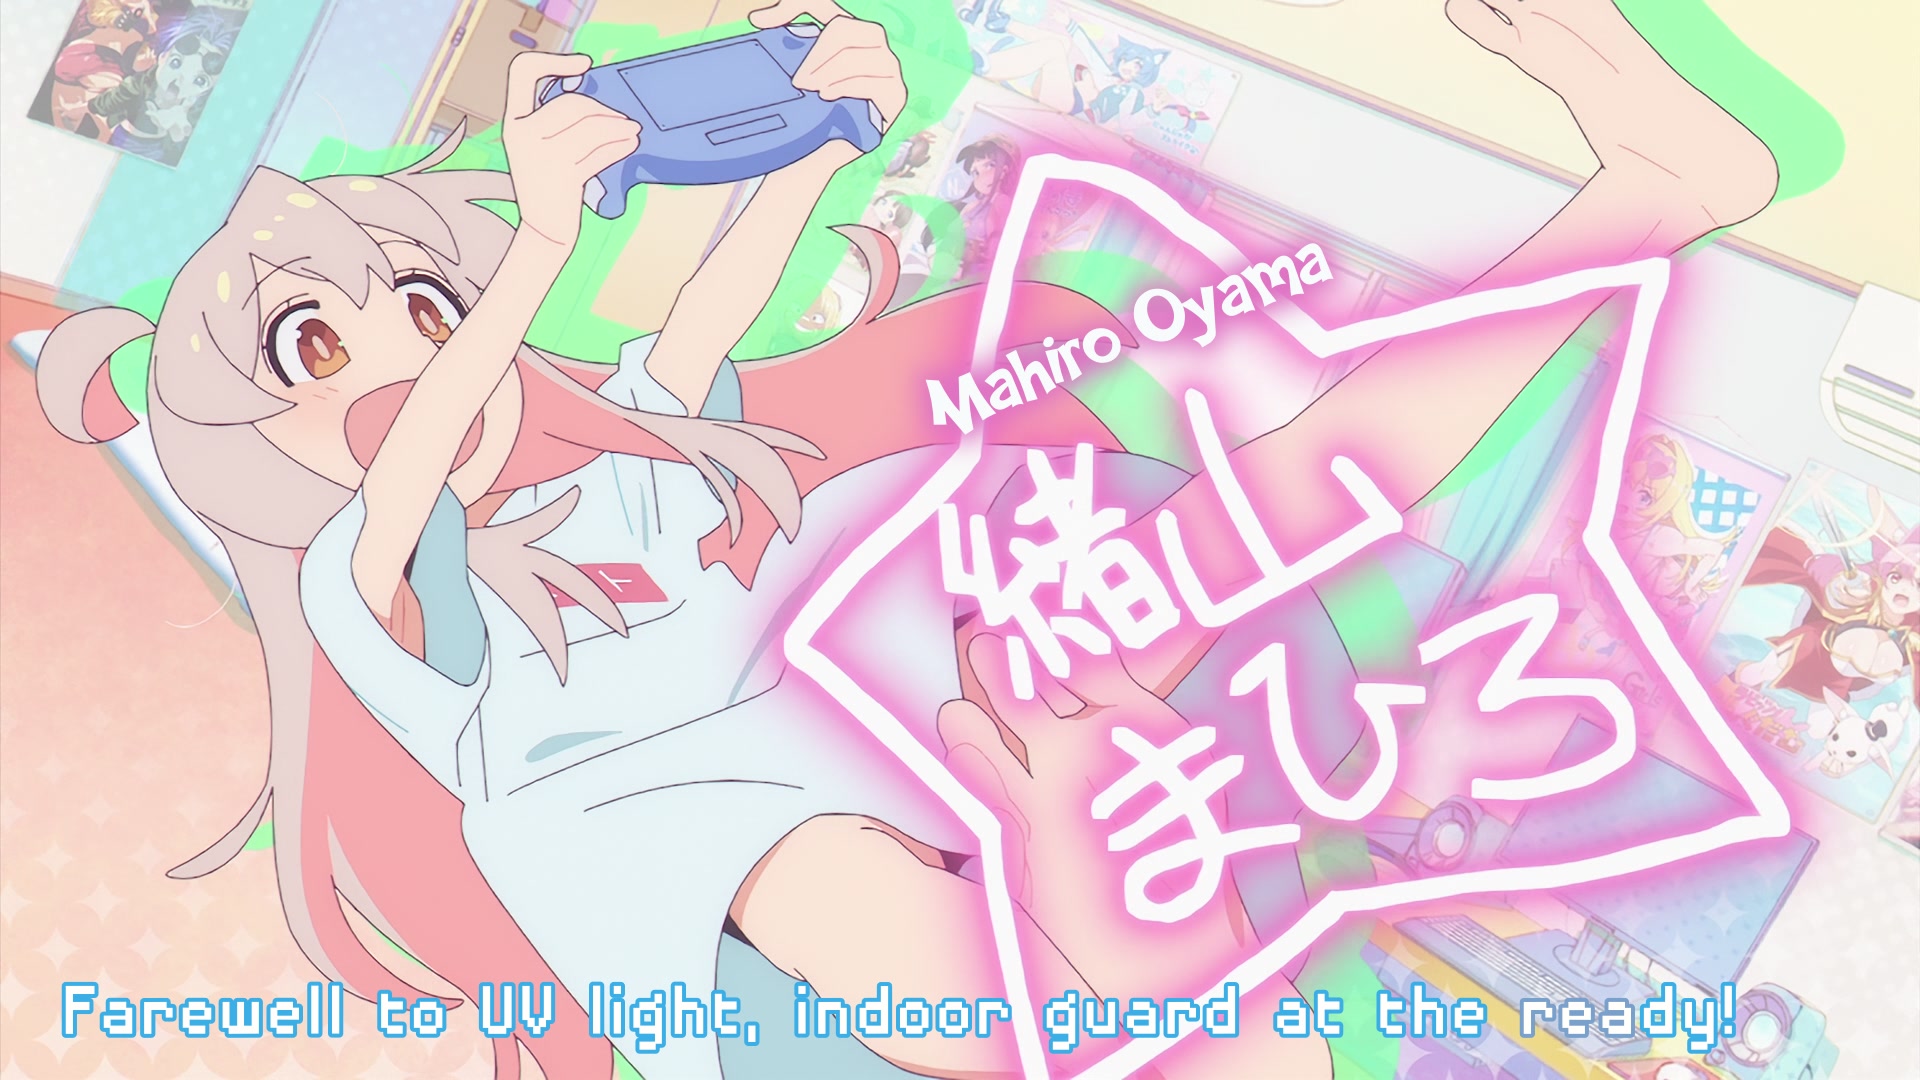 Mahiro Oyama
緒山
まひろ
Farewell to UV light, indoor guard at the ready!